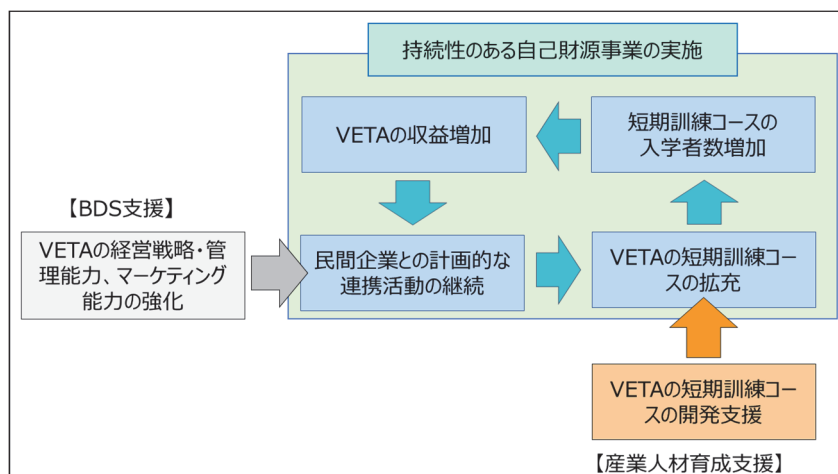 持続性のある自己財源事業の実施
VETAの収益増加
短期訓練コースの
入学者数増加
【BDS支援】
VETAの経営戦略・管
理能力、マーケティング
能力の強化
民間企業との計画的な
連携活動の継続
VETAの短期訓練コー
スの拡充
VETAの短期訓練コー
スの開発支援
【産業人材育成支援】